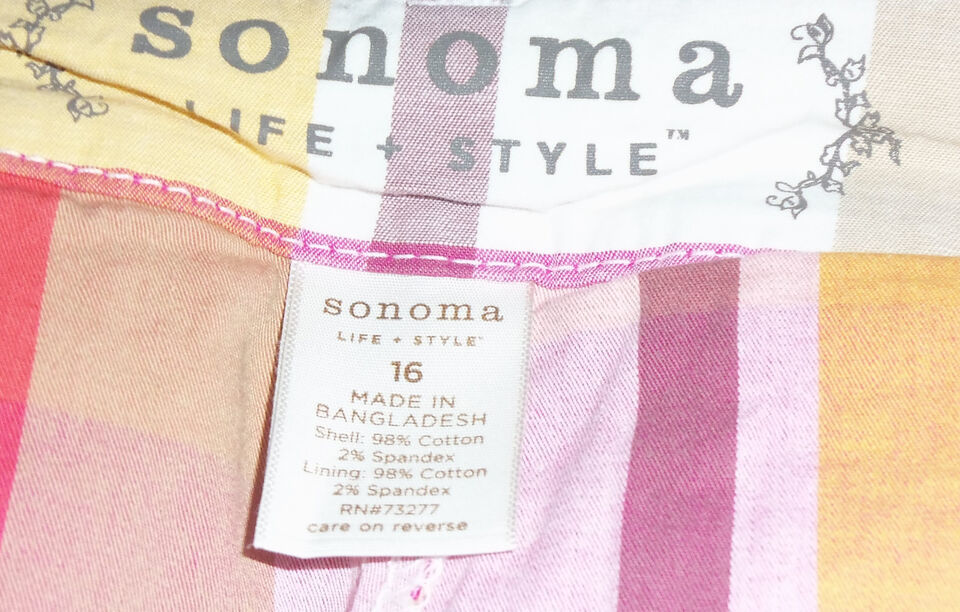 sonoma
LIFE + STYLE™
sonoma
LIFE + STYLE™
16
MADE IN
BANGLADESH
Shell: 98% Cotton
2% Spandex
Lining: 98% Cotton
2% Spandex
RN#73277
care on reverse